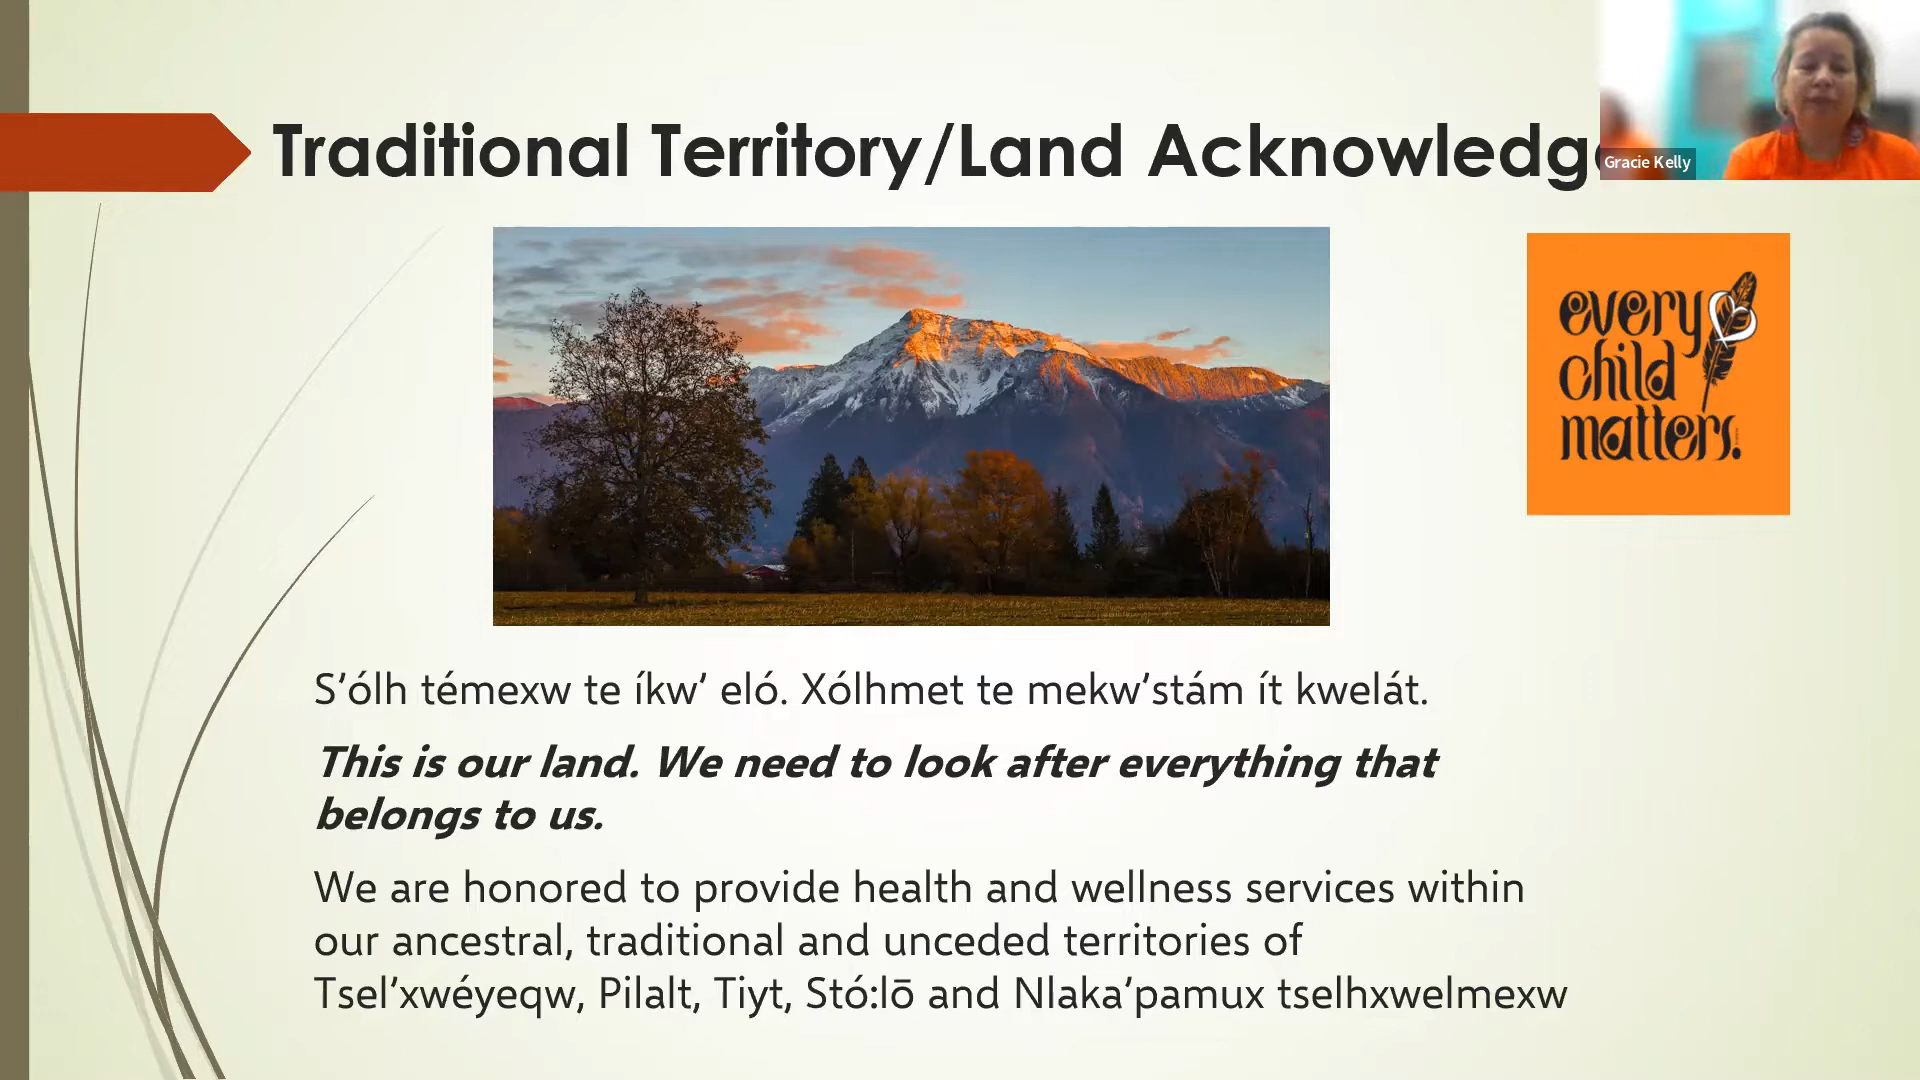 Traditional Territory/Land Acknowledg
Gracie Kelly
every
child
matters.
S’ólh témexw te íkw’ eló. Xólhmet te mekw’stám ít kwelát.
This is our land. We need to look after everything that
belongs to us.
We are honored to provide health and wellness services within
our ancestral, traditional and unceded territories of
Tsel’xwéyeqw, Pilalt, Tiyt, Stó:lō and Nlaka’pamux tselhxwelmexw